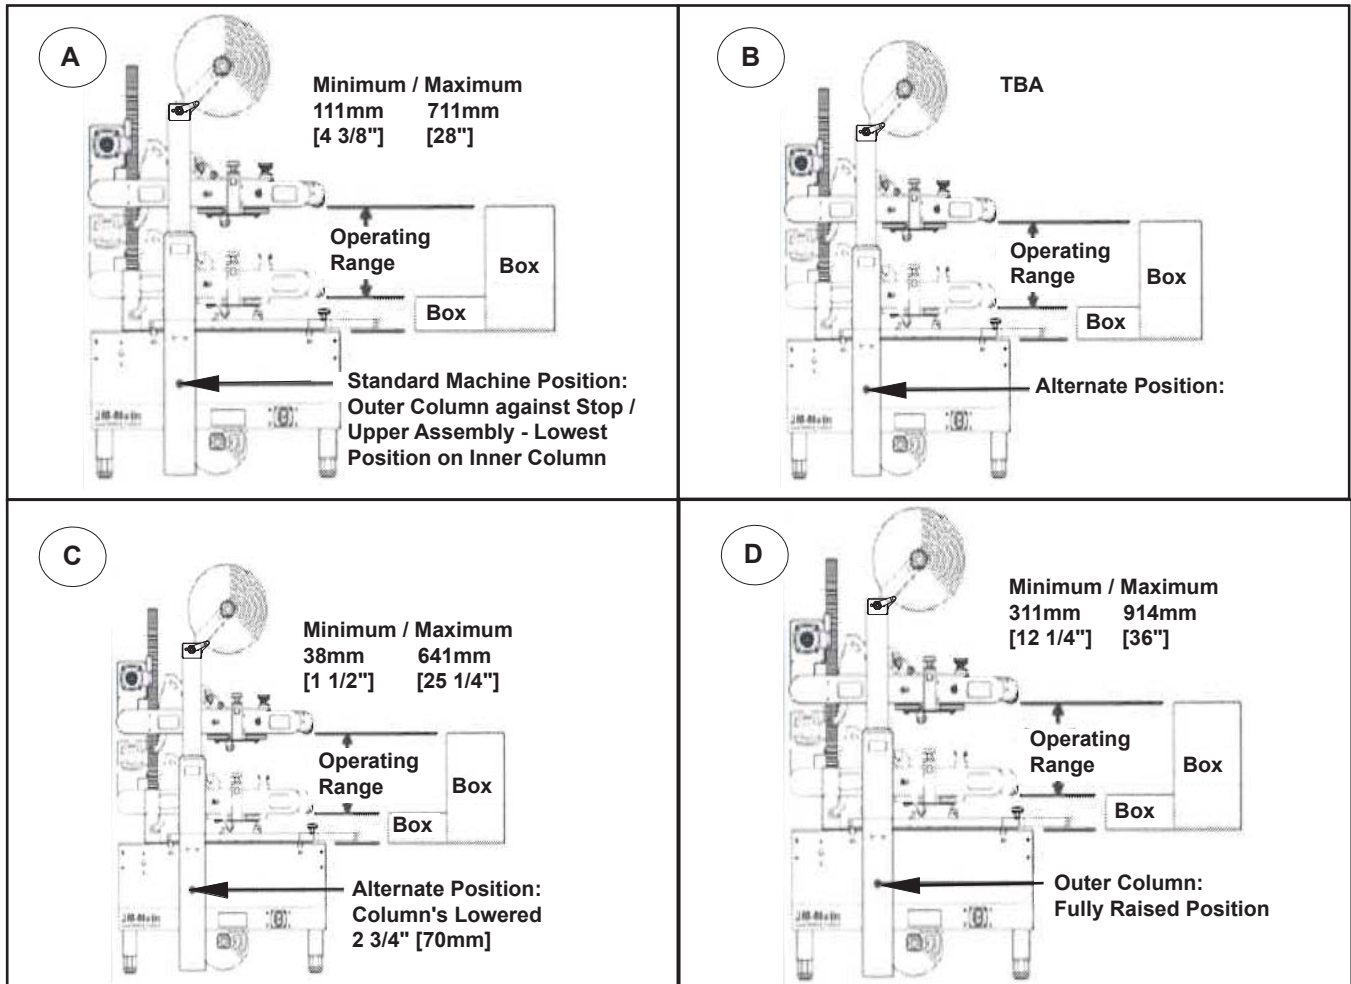 A
Minimum / Maximum
111mm 711mm
[4 3/8"] [28"]
Operating
Range
Box
Box
Standard Machine Position:
Outer Column against Stop /
Upper Assembly - Lowest
Position on Inner Column
B
TBA
Operating
Range
Box
Box
Alternate Position:
C
Minimum / Maximum
38mm 641mm
[1 1/2"] [25 1/4"]
Operating
Range
Box
Box
Alternate Position:
Column's Lowered
2 3/4" [70mm]
D
Minimum / Maximum
311mm 914mm
[12 1/4"] [36"]
Operating
Range
Box
Box
Outer Column:
Fully Raised Position